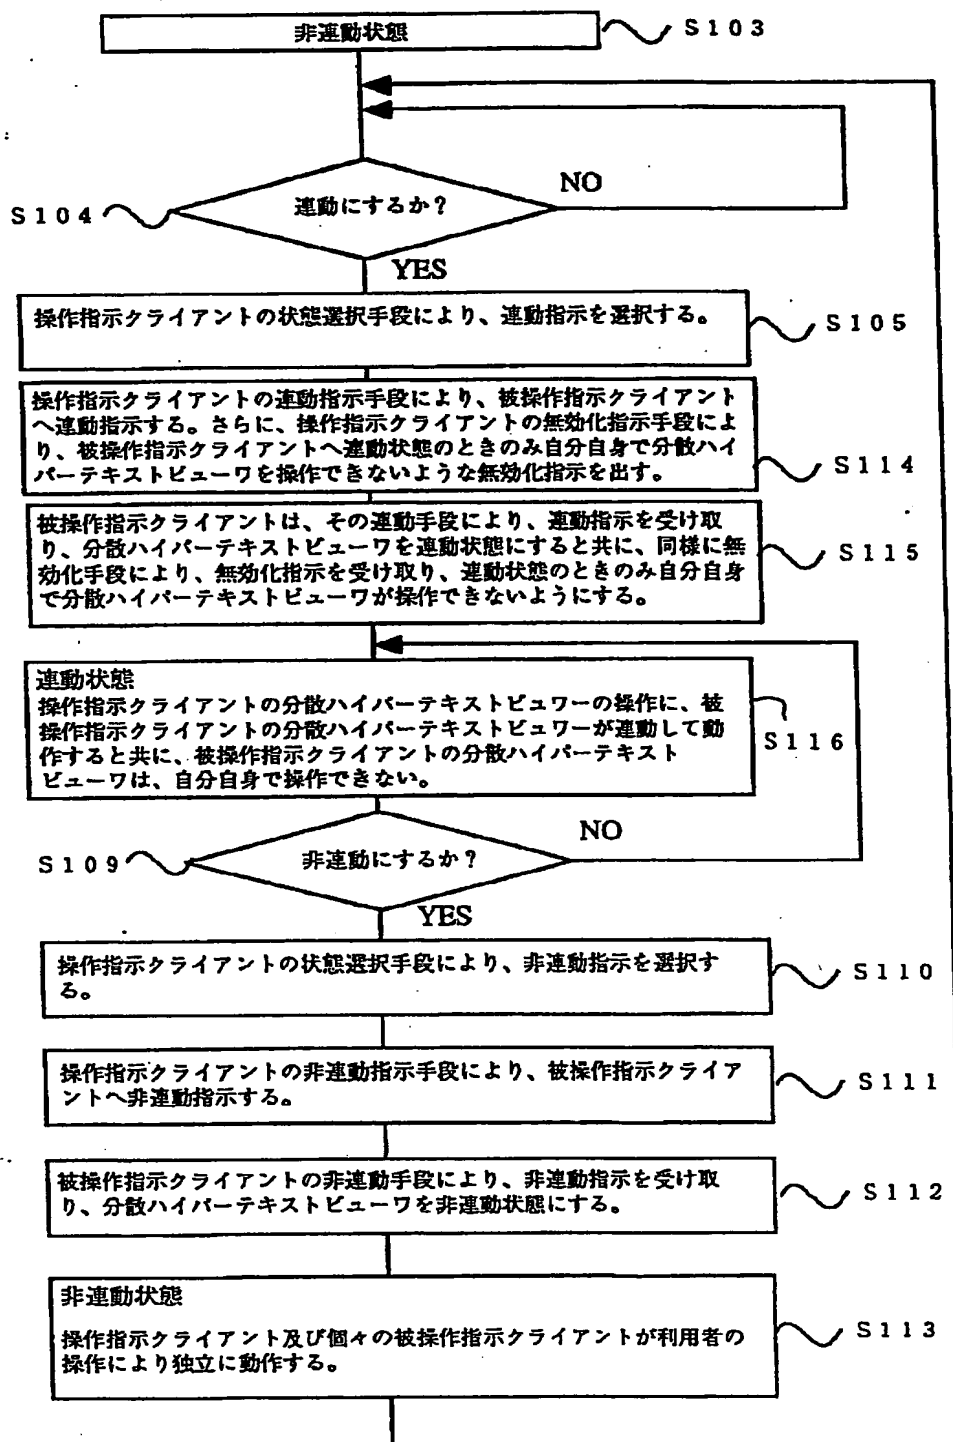 非連動状態
S103
連動にするか？
NO
S104
YES
操作指示クライアントの状態選択手段により、連動指示を選択する。
S105
操作指示クライアントの連動指示手段により、被操作指示クライアント
へ連動指示する。さらに、操作指示クライアントの無効化指示手段によ
り、被操作指示クライアントへ連動状態のときのみ自分自身で分散ハイ
パーテキストビューワを操作できないような無効化指示を出す。
S114
被操作指示クライアントは、その連動手段により、連動指示を受け取
り、分散ハイパーテキストビューワを連動状態にすると共に、同様に無
効化手段により、無効化指示を受け取り、連動状態のときのみ自分自身
で分散ハイパーテキストビューワが操作できないようにする。
S115
連動状態
操作指示クライアントの分散ハイパーテキストビュワーの操作に、被
操作指示クライアントの分散ハイパーテキストビュワーが連動して動
作すると共に、被操作指示クライアントの分散ハイパーテキスト
ビューワは、自分自身で操作できない。
S116
非連動にするか？
NO
S109
YES
操作指示クライアントの状態選択手段により、非連動指示を選択す
る。
S110
操作指示クライアントの非連動指示手段により、被操作指示クライア
ントへ非連動指示する。
S111
被操作指示クライアントの非連動手段により、非連動指示を受け取
り、分散ハイパーテキストビューワを非連動状態にする。
S112
非連動状態
操作指示クライアント及び個々の被操作指示クライアントが利用者の
操作により独立に動作する。
S113